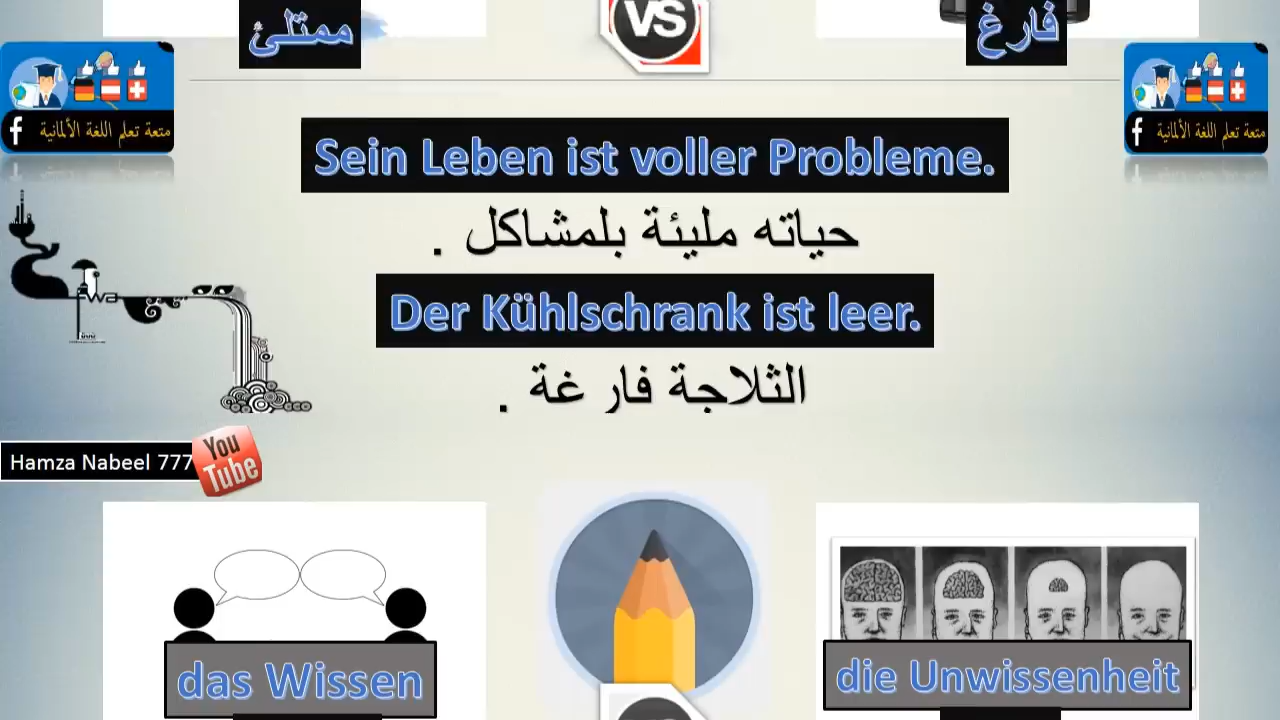 ممتلئ VS فارغ
متعة تعلم اللغة الألمانية
متعة تعلم اللغة الألمانية
Sein Leben ist voller Probleme.
حياته مليئة بلمشاكل .
Der Kühlschrank ist leer.
الثلاجة فار غة .
Hamza Nabeel 777
You Tube
das Wissen
die Unwissenheit